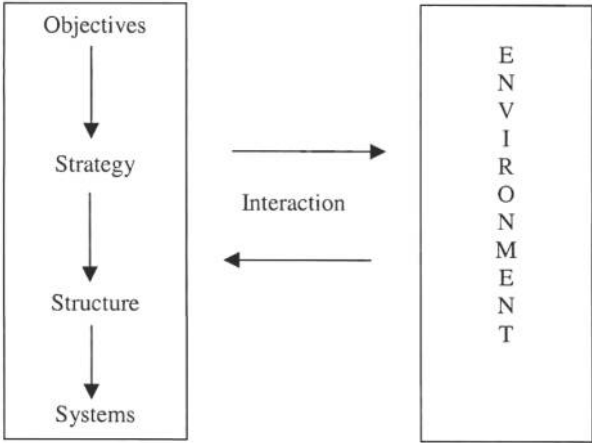 Objectives
Strategy
Structure
Systems
Interaction
E
N
V
I
R
O
N
M
E
N
T